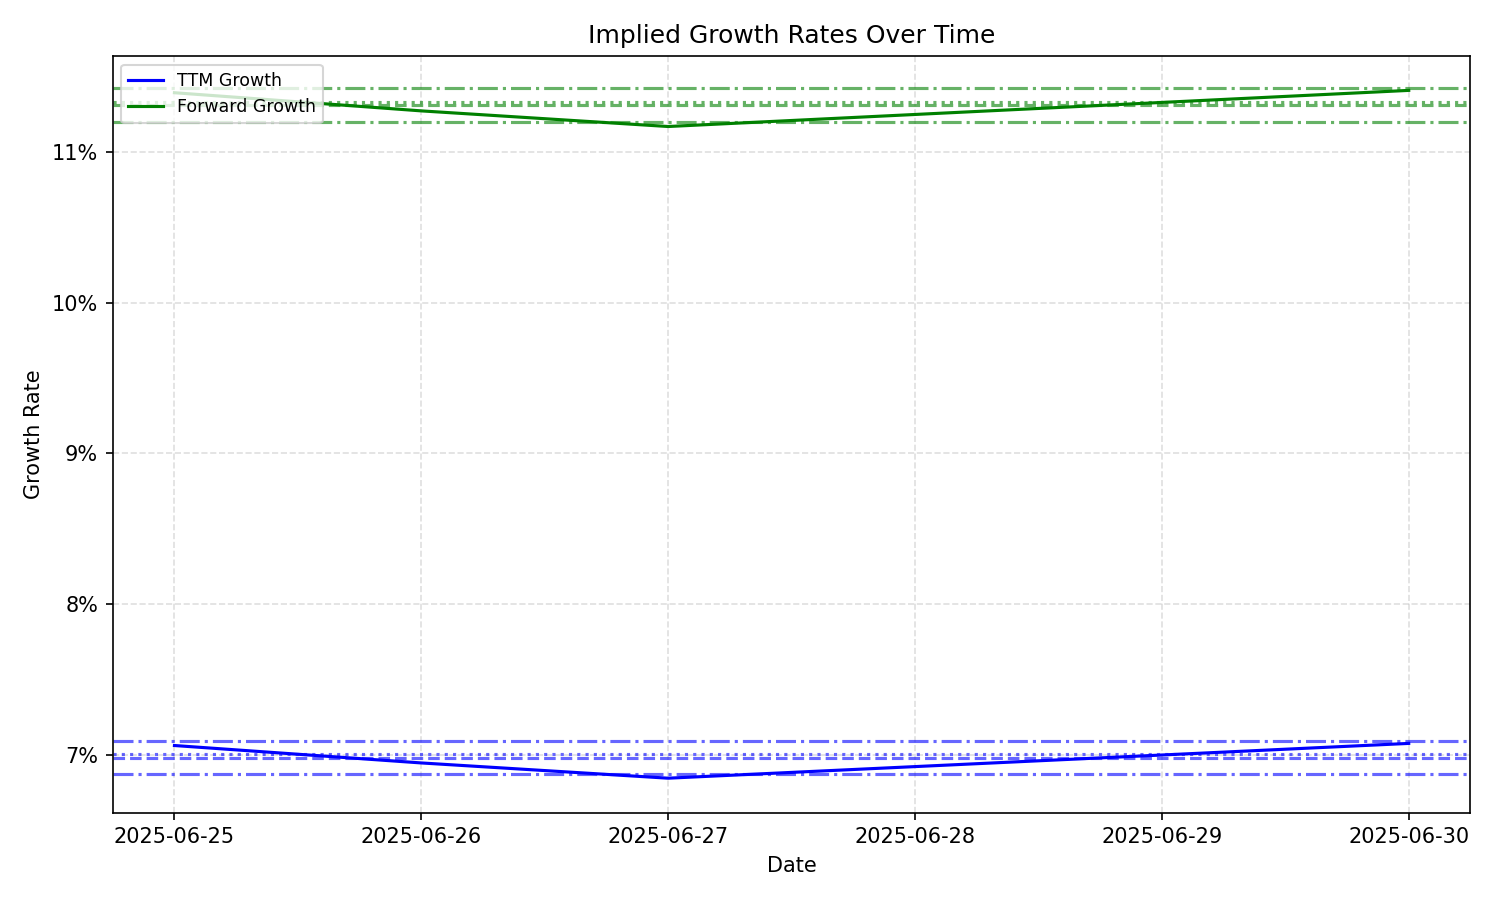 Implied Growth Rates Over Time
TTM Growth
Forward Growth
11%
10%
9%
8%
7%
Growth Rate
2025-06-25
2025-06-26
2025-06-27
2025-06-28
2025-06-29
2025-06-30
Date